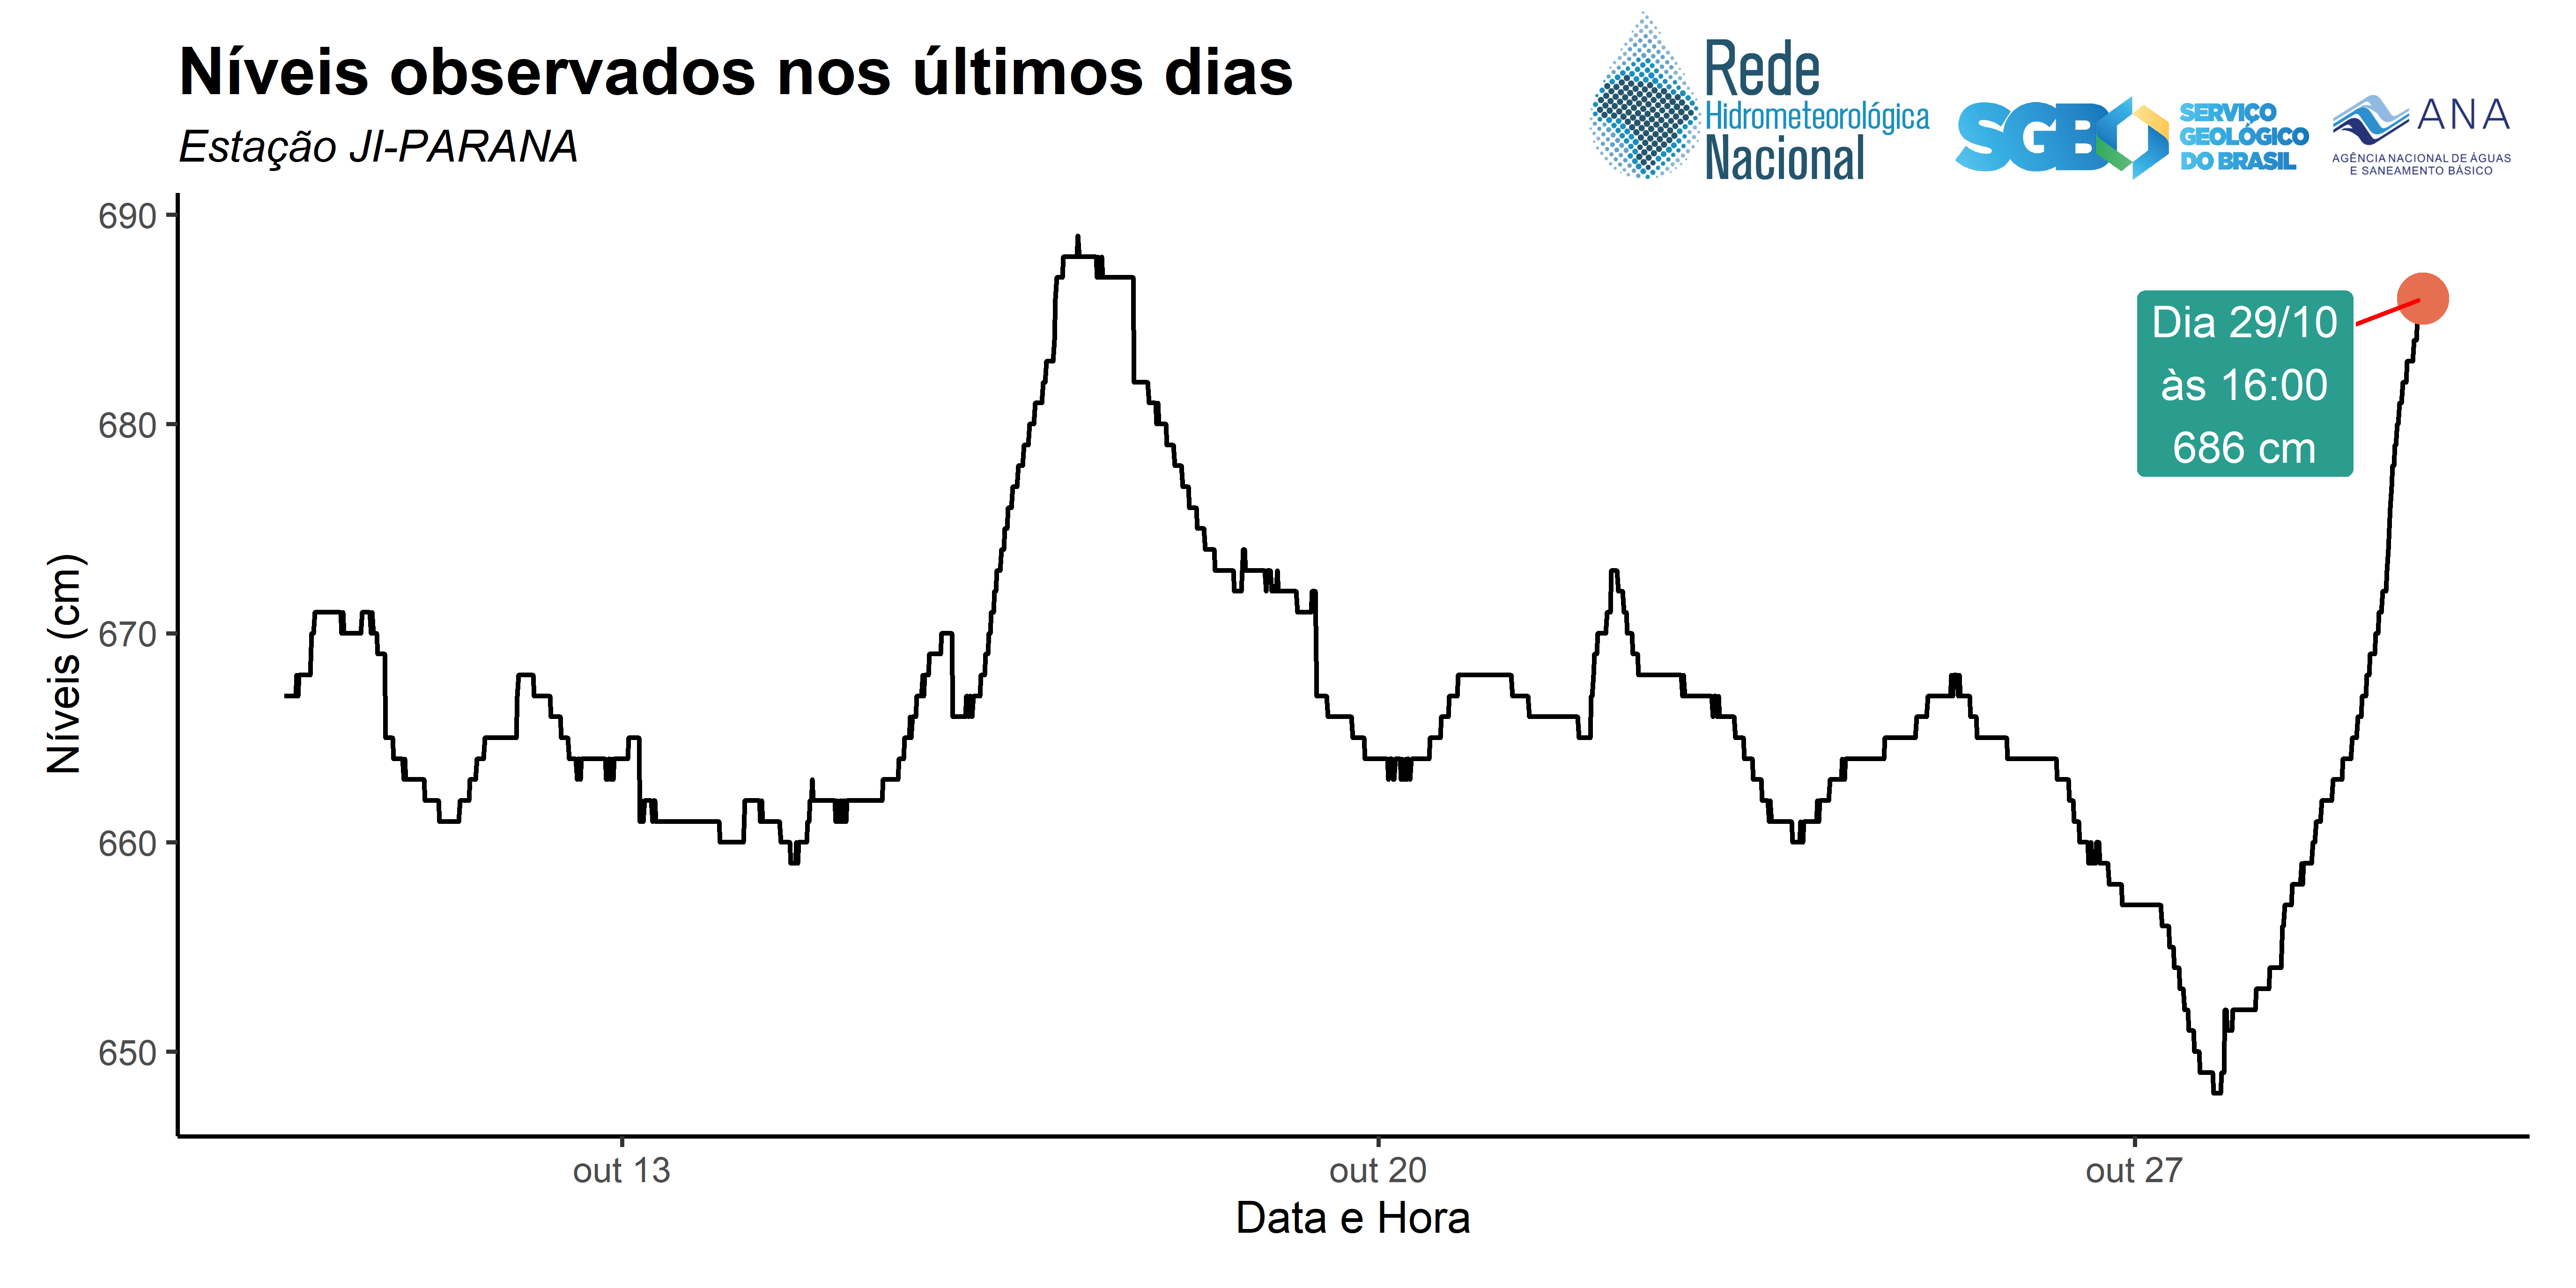 Níveis observados nos últimos dias
Estação JI-PARANA
Rede
Hidrometeorológica
Nacional
SGB
SERVIÇO
GEOLÓGICO
DO BRASIL
ANA
AGÊNCIA NACIONAL DE ÁGUAS
E SANEAMENTO BÁSICO
690
680
670
660
650
Níveis (cm)
Dia 29/10
às 16:00
686 cm
out 13
out 20
out 27
Data e Hora